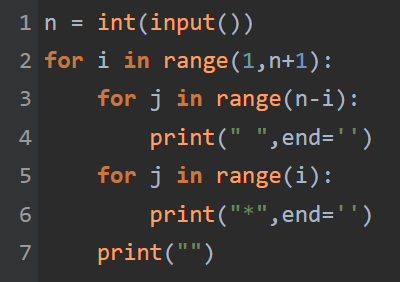 1 n = int(input())
2 for i in range(1,n+1):
3     for j in range(n-i):
4         print(" ",end='')
5     for j in range(i):
6         print("*",end='')
7     print("")